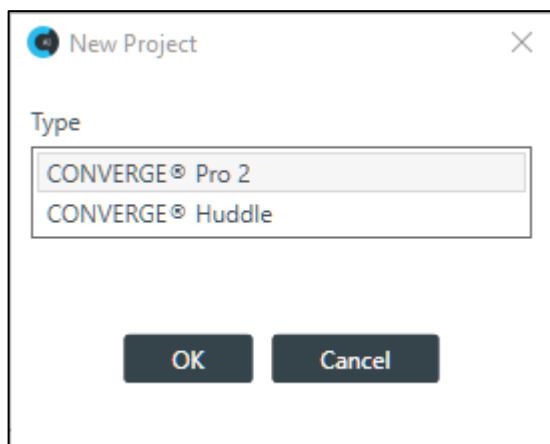 New Project
Type
CONVERGE® Pro 2
CONVERGE® Huddle
OK Cancel